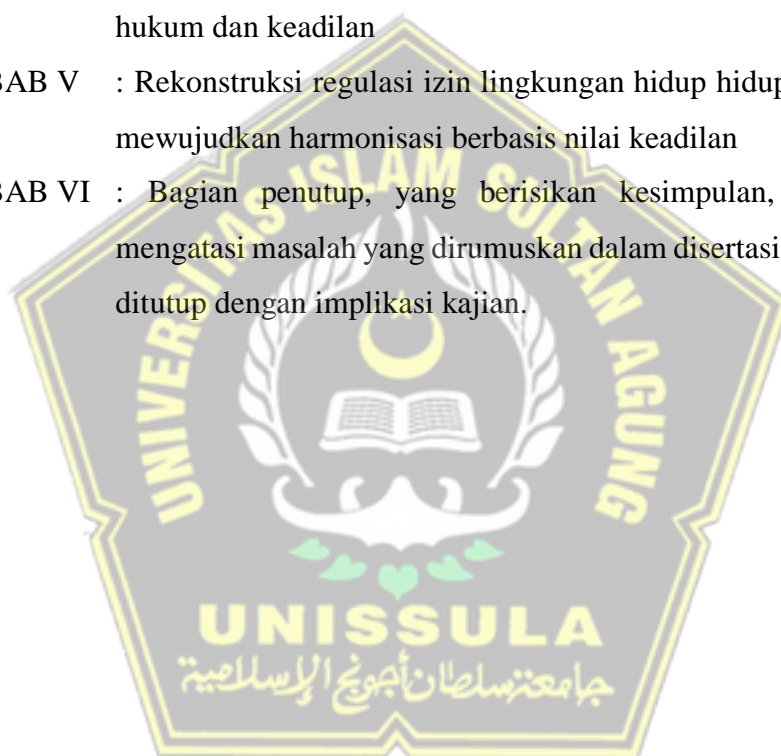 hukum dan keadilan
BAB V : Rekonstruksi regulasi izin lingkungan hidup hidup
mewujudkan harmonisasi berbasis nilai keadilan
BAB VI : Bagian penutup, yang berisikan kesimpulan,
mengatasi masalah yang dirumuskan dalam disertasi
ditutup dengan implikasi kajian.
UNIVERSITAS ISLAM SULTAN AGUNG
UNISSULA
جامعتنسلطان أجونج الإسلامية